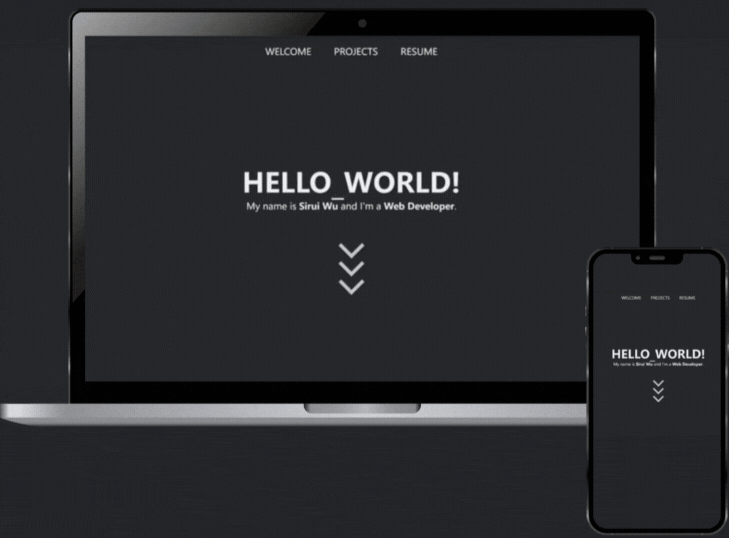 WELCOME PROJECTS RESUME
HELLO_WORLD!
My name is Sirui Wu and I'm a Web Developer.
WELCOME PROJECTS RESUME
HELLO_WORLD!
My name is Sirui Wu and I'm a Web Developer.